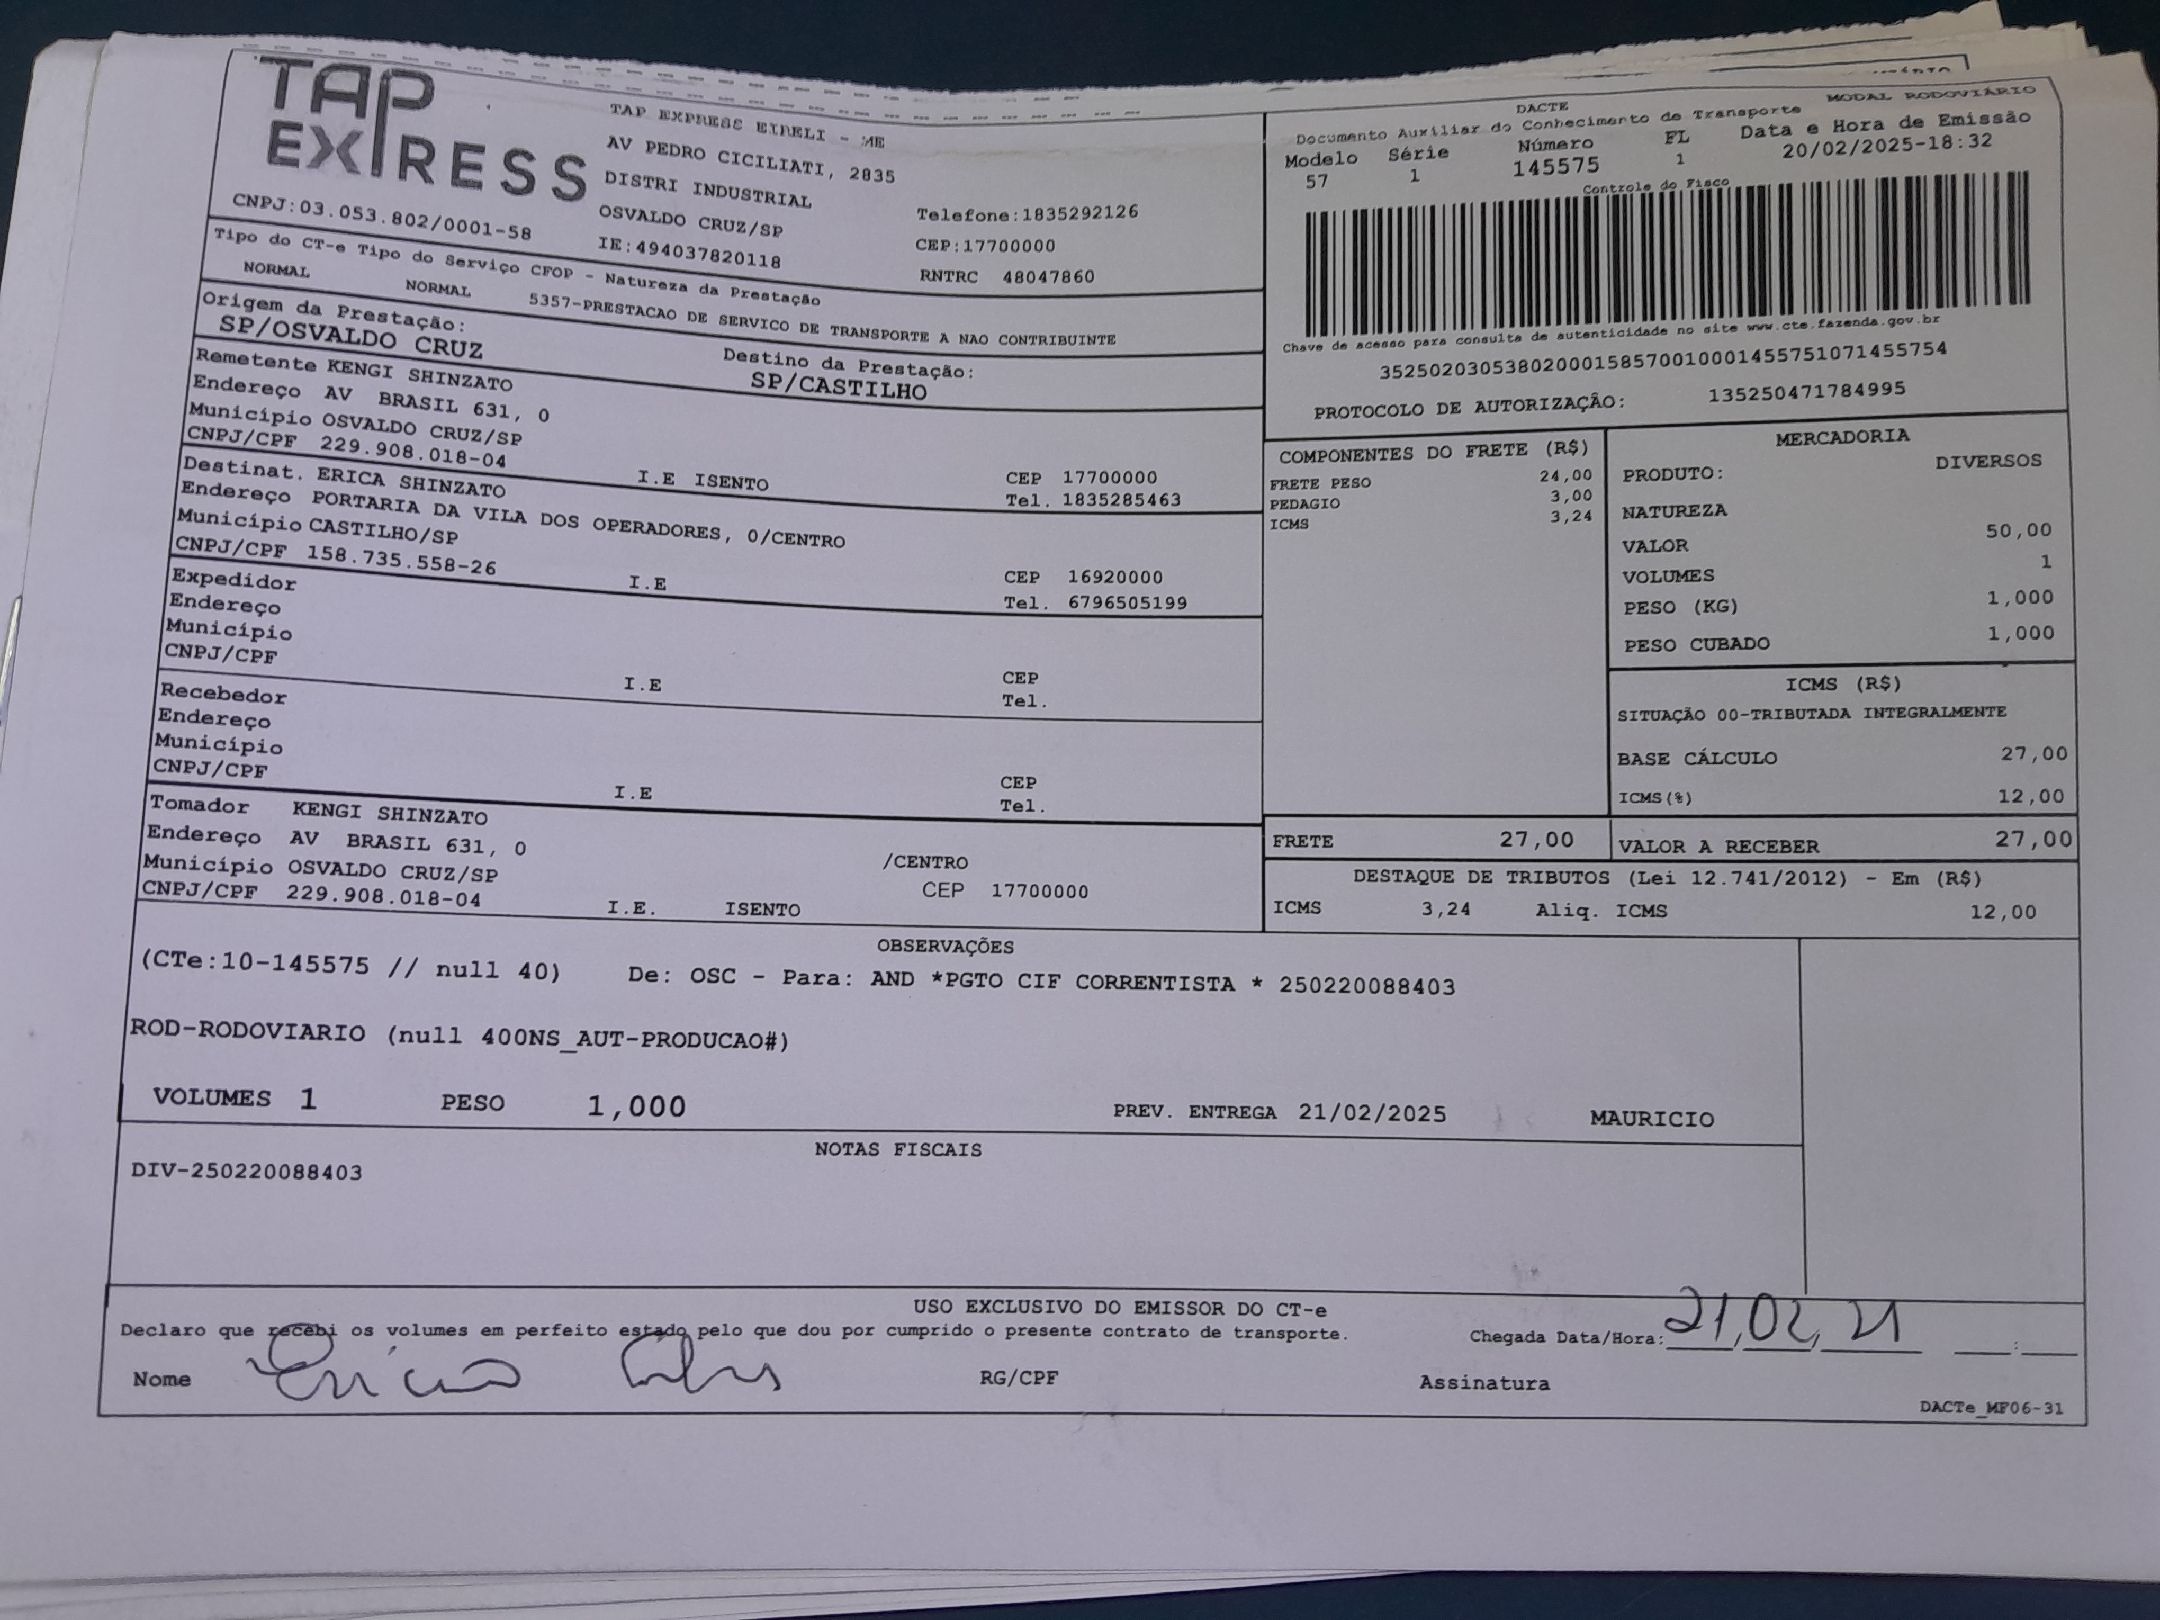 TAP
EXPRESS
TAP EXPRESS EIRELI - ME
AV PEDRO CICILIATI, 2835
DISTRI INDUSTRIAL
OSVALDO CRUZ/SP
Telefone:1835292126
CNPJ:03.053.802/0001-58
IE:494037820118
CEP:17700000
RNTRC 48047860
DACTE
MODAL RODOVIÁRIO
Documento Auxiliar do Conhecimento de Transporte
Modelo Série Número FL Data e Hora de Emissão
57 1 145575 1 20/02/2025-18:32
Controle do Fisco
Chave de acesso para consulta de autenticidade no site www.cte.fazenda.gov.br
35250203053802000158570010001455751071455754
PROTOCOLO DE AUTORIZAÇÃO: 135250471784995
Tipo do CT-e Tipo do Serviço CFOP - Natureza da Prestação
NORMAL NORMAL 5357-PRESTACAO DE SERVICO DE TRANSPORTE A NAO CONTRIBUINTE
Origem da Prestação: Destino da Prestação:
SP/OSVALDO CRUZ SP/CASTILHO
Remetente KENGI SHINZATO
Endereço AV BRASIL 631, 0
Município OSVALDO CRUZ/SP CEP 17700000
CNPJ/CPF 229.908.018-04 I.E ISENTO Tel. 1835285463
Destinat. ERICA SHINZATO
Endereço PORTARIA DA VILA DOS OPERADORES, 0/CENTRO
Município CASTILHO/SP CEP 16920000
CNPJ/CPF 158.735.558-26 I.E Tel. 6796505199
Expedidor
Endereço
Município CEP
CNPJ/CPF I.E Tel.
Recebedor
Endereço
Município CEP
CNPJ/CPF I.E Tel.
Tomador KENGI SHINZATO
Endereço AV BRASIL 631, 0 /CENTRO
Município OSVALDO CRUZ/SP CEP 17700000
CNPJ/CPF 229.908.018-04 I.E. ISENTO
COMPONENTES DO FRETE (R$)
FRETE PESO 24,00
PEDAGIO 3,00
ICMS 3,24
MERCADORIA
PRODUTO: DIVERSOS
NATUREZA
VALOR 50,00
VOLUMES 1
PESO (KG) 1,000
PESO CUBADO 1,000
ICMS (R$)
SITUAÇÃO 00-TRIBUTADA INTEGRALMENTE
BASE CÁLCULO 27,00
ICMS(%) 12,00
FRETE 27,00 VALOR A RECEBER 27,00
DESTAQUE DE TRIBUTOS (Lei 12.741/2012) - Em (R$)
ICMS 3,24 Aliq. ICMS 12,00
OBSERVAÇÕES
(CTe:10-145575 // null 40) De: OSC - Para: AND *PGTO CIF CORRENTISTA * 250220088403
ROD-RODOVIARIO (null 400NS_AUT-PRODUCAO#)
VOLUMES 1 PESO 1,000 PREV. ENTREGA 21/02/2025 MAURICIO
NOTAS FISCAIS
DIV-250220088403
USO EXCLUSIVO DO EMISSOR DO CT-e
Declaro que recebi os volumes em perfeito estado pelo que dou por cumprido o presente contrato de transporte. Chegada Data/Hora: 21,02,21 :
Nome Erica RG/CPF Assinatura
DACTe_MF06-31